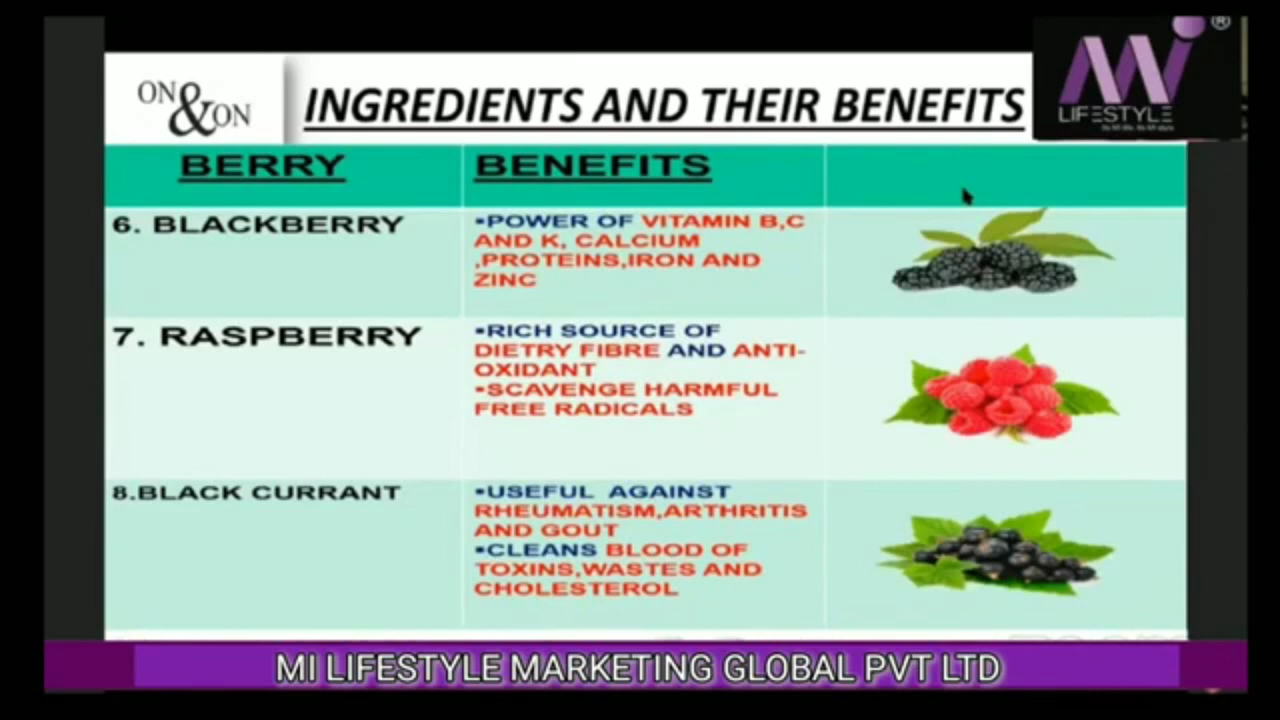 ON
&
ON
INGREDIENTS AND THEIR BENEFITS
Mi ®
LIFESTYLE
BERRY
BENEFITS
6. BLACKBERRY
▪POWER OF VITAMIN B,C
AND K, CALCIUM
,PROTEINS,IRON AND
ZINC
7. RASPBERRY
▪RICH SOURCE OF
DIETRY FIBRE AND ANTI-
OXIDANT
▪SCAVENGE HARMFUL
FREE RADICALS
8.BLACK CURRANT
▪USEFUL AGAINST
RHEUMATISM,ARTHRITIS
AND GOUT
▪CLEANS BLOOD OF
TOXINS,WASTES AND
CHOLESTEROL
MI LIFESTYLE MARKETING GLOBAL PVT LTD